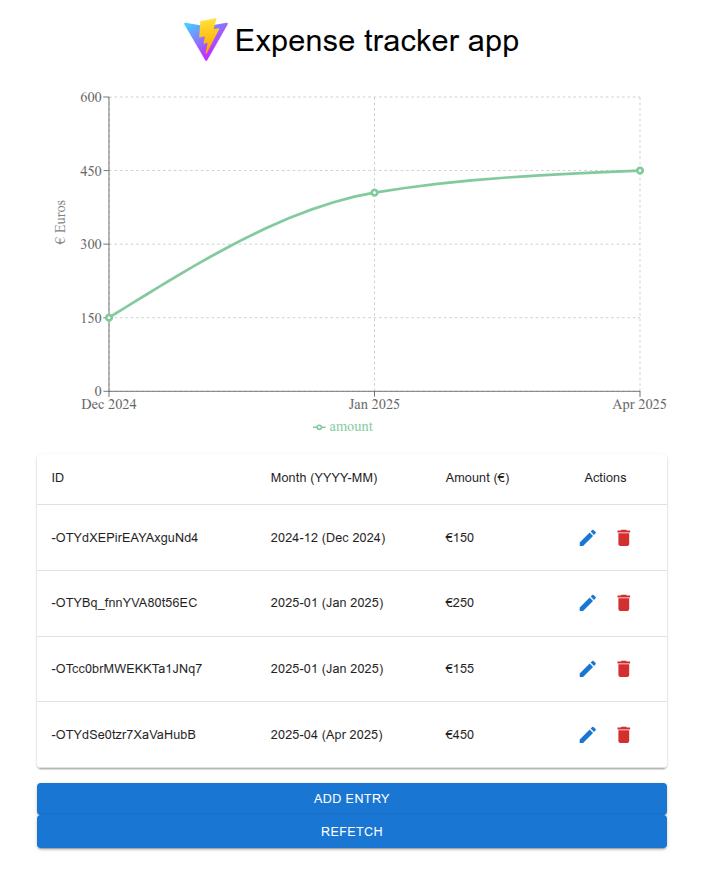 Expense tracker app
600
450
300
150
0
€ Euros
Dec 2024 Jan 2025 Apr 2025
amount
ID Month (YYYY-MM) Amount (€) Actions
-OTYdXEPirEAYAxguNd4 2024-12 (Dec 2024) €150
-OTYBq_fnnYVA80t56EC 2025-01 (Jan 2025) €250
-OTcc0brMWEKKTa1JNq7 2025-01 (Jan 2025) €155
-OTYdSe0tzr7XaVaHubB 2025-04 (Apr 2025) €450
ADD ENTRY
REFETCH